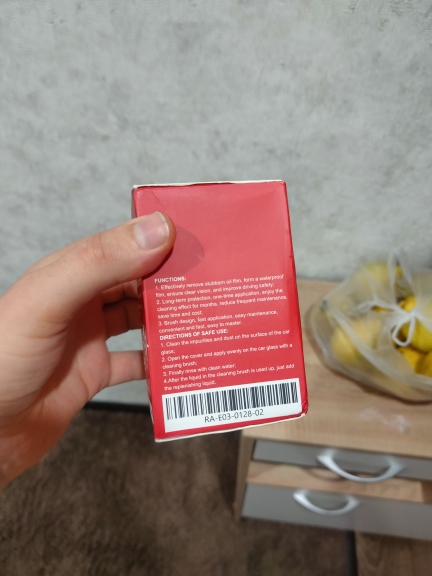 FUNCTIONS:
1. Effectively remove stubborn oil film, form a waterproof
film, ensure clear vision, and improve driving safety;
2. Long-term protection, one-time application, enjoy the
cleaning effect for months, reduce frequent maintenance,
save time and cost;
3. Brush design, fast application, easy maintenance,
convenient and fast, easy to master.
DIRECTIONS OF SAFE USE:
1. Clean the impurities and dust on the surface of the car
glass;
2. Open the cover and apply evenly on the car glass with a
cleaning brush;
3. Finally rinse with clean water;
4.After the liquid in the cleaning brush is used up, just add
the replenishing liquid.
RA-E03-0128-02